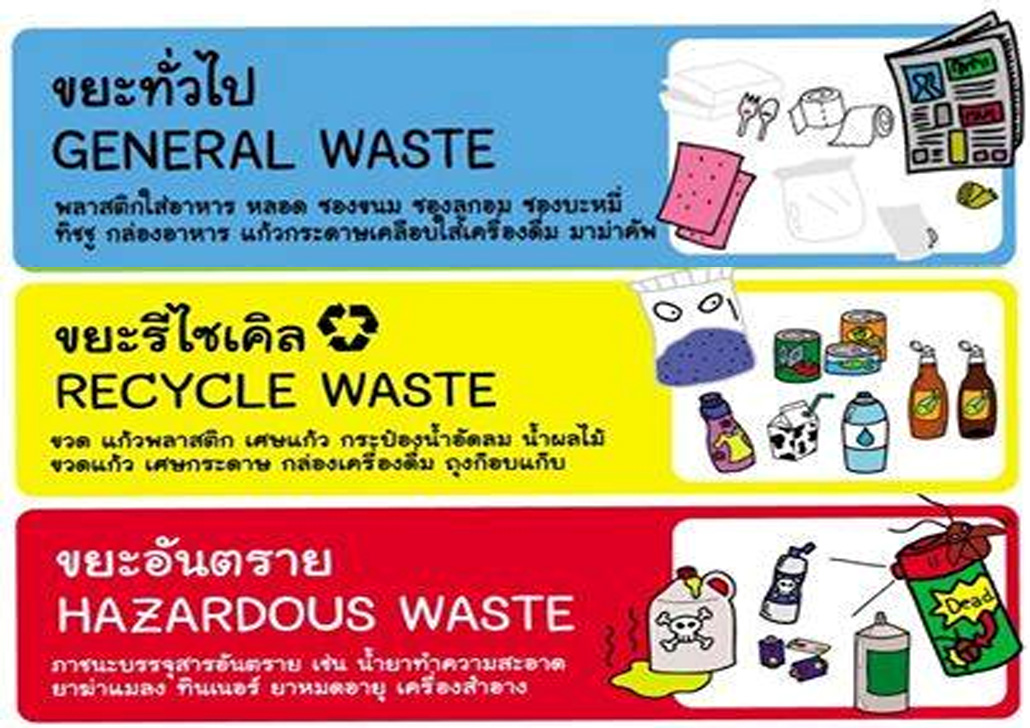 ขยะทั่วไป
GENERAL WASTE
พลาสติกใส่อาหาร หลอด ซองขนม ซองลูกอม ซองบะหมี่
ทิชชู กล่องอาหาร แก้วกระดาษเคลือบใส่เครื่องดื่ม มาม่าคัพ
ขยะรีไซเคิล
RECYCLE WASTE
ขวด แก้วพลาสติก เศษแก้ว กระป๋องน้ำอัดลม น้ำผลไม้
ขวดแก้ว เศษกระดาษ กล่องเครื่องดื่ม ถุงก๊อบแก๊บ
ขยะอันตราย
HAZARDOUS WASTE
ภาชนะบรรจุสารอันตราย เช่น น้ำยาทำความสะอาด
ยาฆ่าแมลง ทินเนอร์ ยาหมดอายุ เครื่องสำอาง
Dead